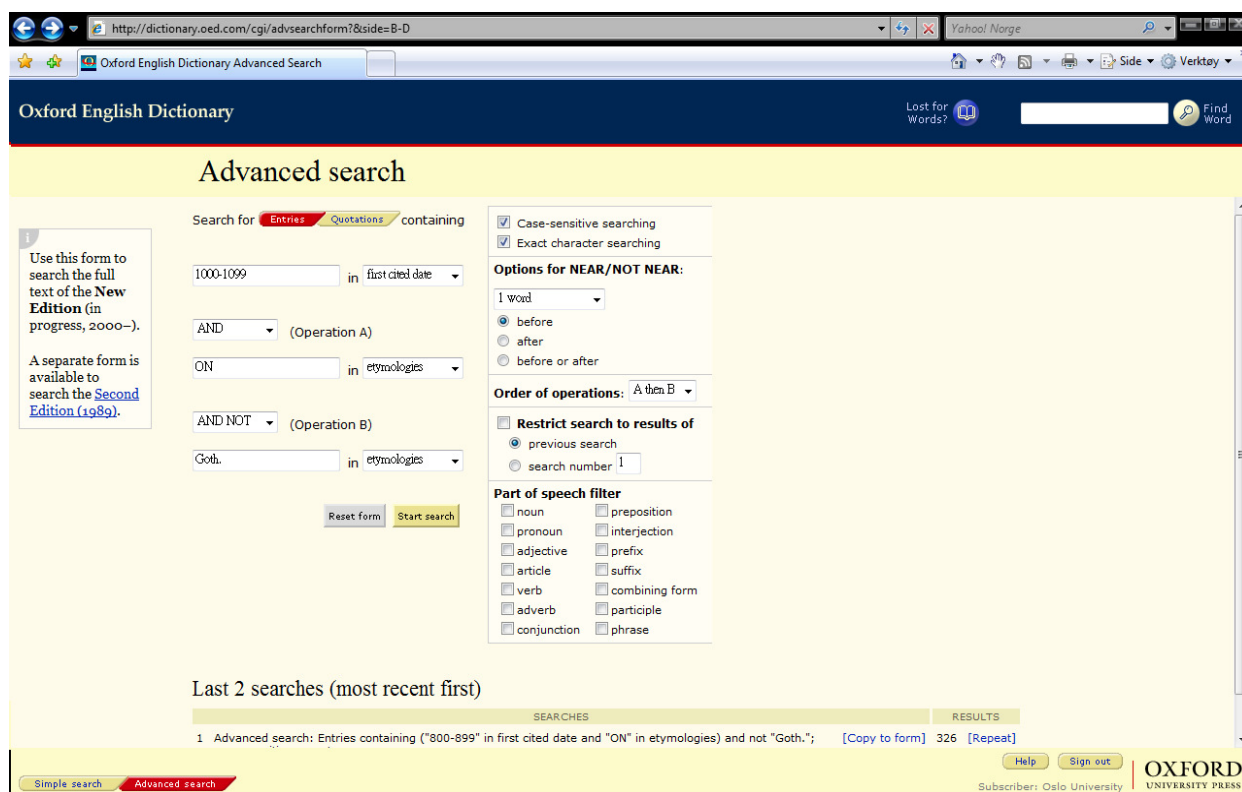 http://dictionary.oed.com/cgi/advsearchform?&side=B-D
Yahoo! Norge
Oxford English Dictionary Advanced Search
Side
Verktøy
Oxford English Dictionary
Lost for Words?
Find Word
Advanced search
Search for Entries Quotations containing
i
Use this form to
search the full
text of the New
Edition (in
progress, 2000–).
A separate form is
available to
search the Second
Edition (1989).
1000-1099 in first cited date
AND (Operation A)
ON in etymologies
AND NOT (Operation B)
Goth. in etymologies
Reset form Start search
Case-sensitive searching
Exact character searching
Options for NEAR/NOT NEAR:
1 word
before
after
before or after
Order of operations: A then B
Restrict search to results of
previous search
search number 1
Part of speech filter
noun preposition
pronoun interjection
adjective prefix
article suffix
verb combining form
adverb participle
conjunction phrase
Last 2 searches (most recent first)
SEARCHES RESULTS
1 Advanced search: Entries containing ("800-899" in first cited date and "ON" in etymologies) and not "Goth."; [Copy to form] 326 [Repeat]
Simple search Advanced search
Help Sign out
Subscriber: Oslo University
OXFORD
UNIVERSITY PRESS